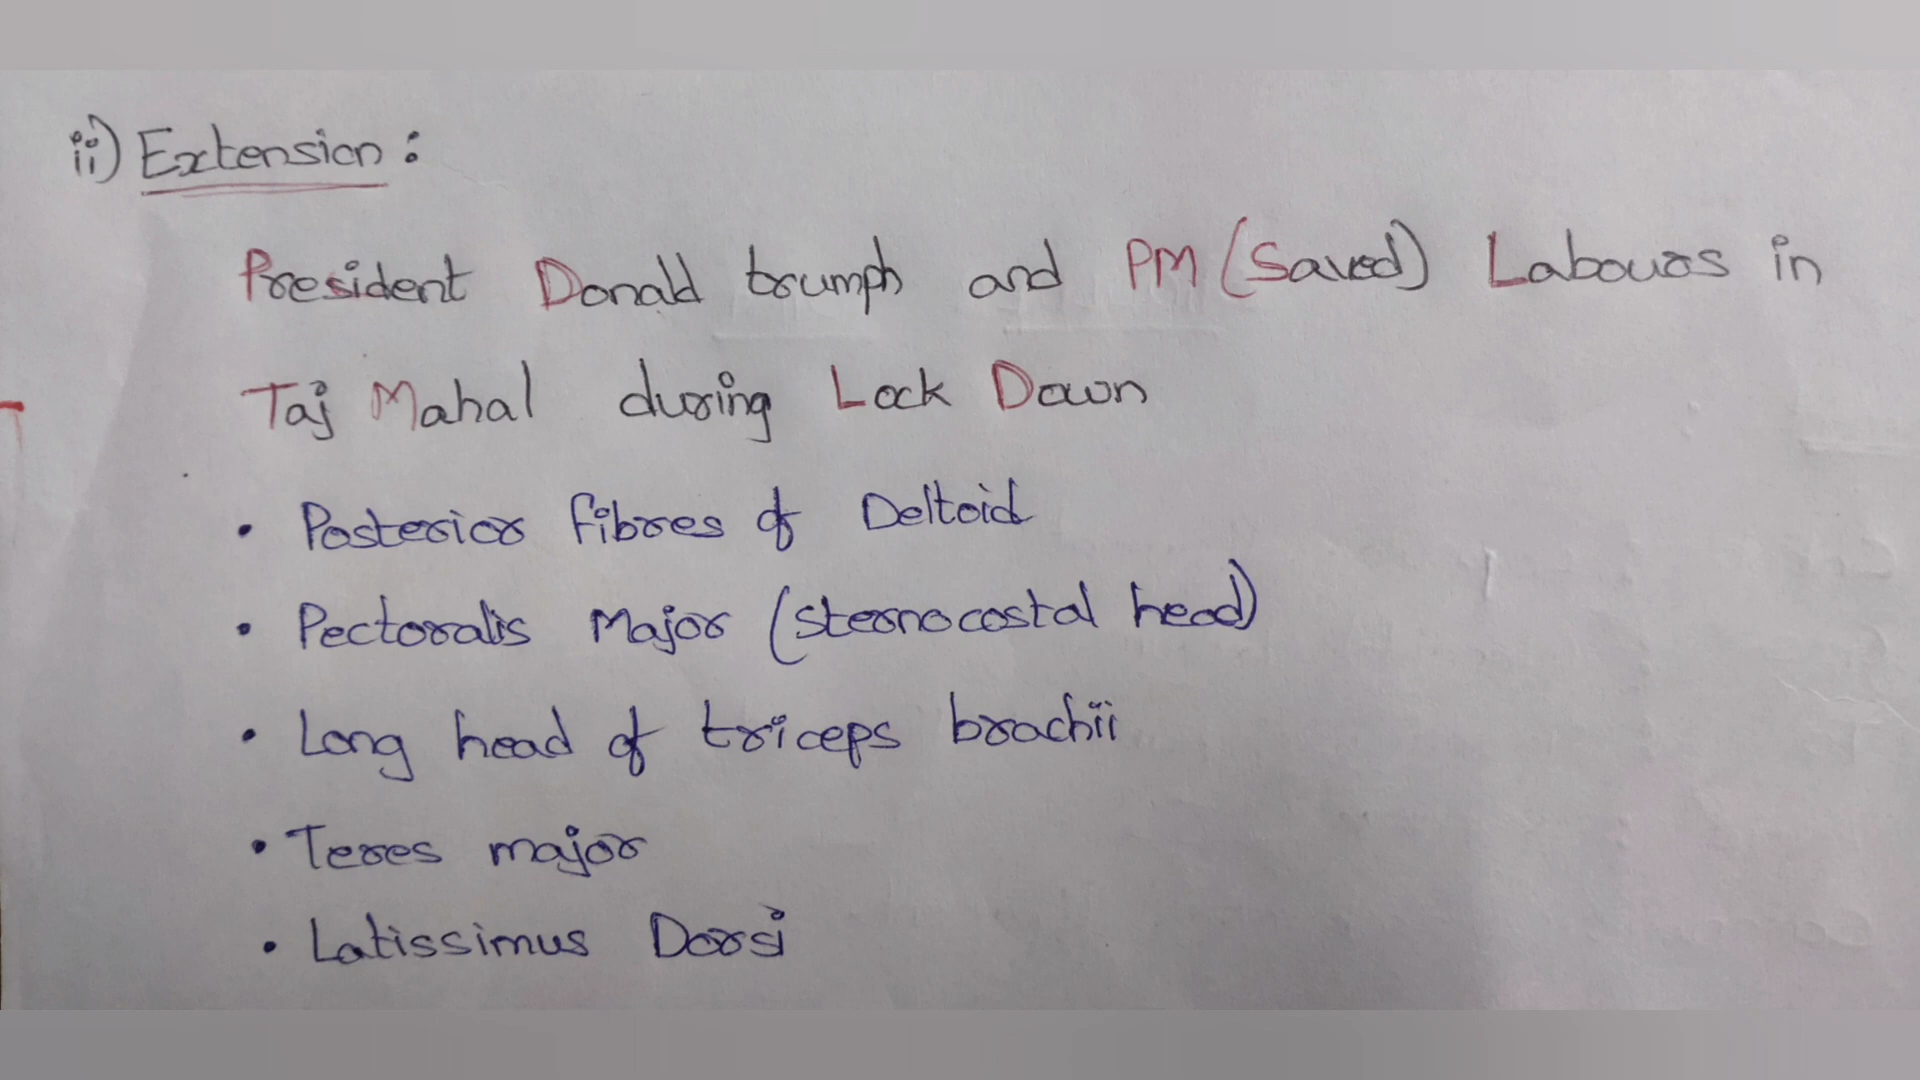 ii) Extension :
President Donald trumph and PM (Saved) Labours in
Taj Mahal during Lock Down
• Posterior fibres of Deltoid
• Pectoralis Major (sternocostal head)
• Long head of triceps brachii
• Teres major
• Latissimus Dorsi